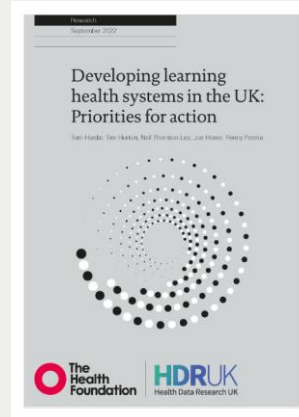 Research
September 2022
Developing learning
health systems in the UK:
Priorities for action
Tom Hardie, Tim Horton, Nell Thornton-Lee, Joe Home, Penny Pereira
The
Health
Foundation
HDRUK
Health Data Research UK